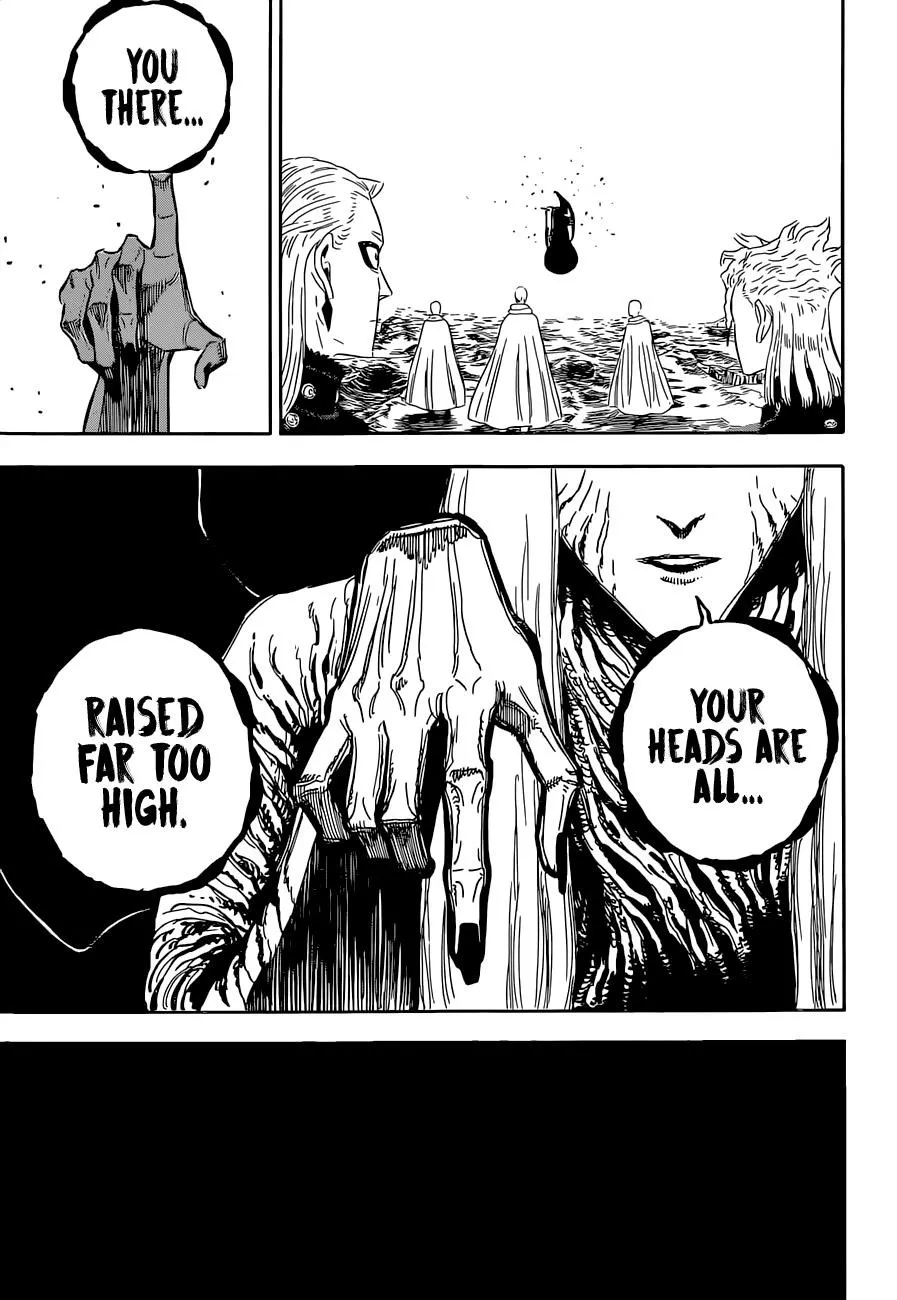 YOU
THERE...
YOUR
HEADS ARE
ALL...
RAISED
FAR TOO
HIGH.